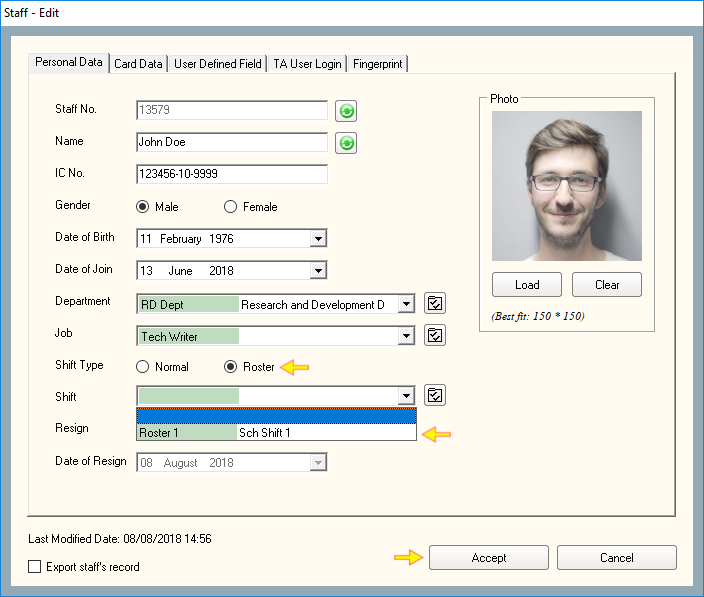 Staff - Edit
Personal Data Card Data User Defined Field TA User Login Fingerprint
Staff No. 13579
Name John Doe
IC No. 123456-10-9999
Gender Male Female
Date of Birth 11 February 1976
Date of Join 13 June 2018
Department RD Dept Research and Development D
Job Tech Writer
Shift Type Normal Roster
Shift
Roster 1 Sch Shift 1
Resign
Date of Resign 08 August 2018
Photo
Load Clear
(Best fit: 150 * 150)
Last Modified Date: 08/08/2018 14:56
Export staff's record
Accept Cancel